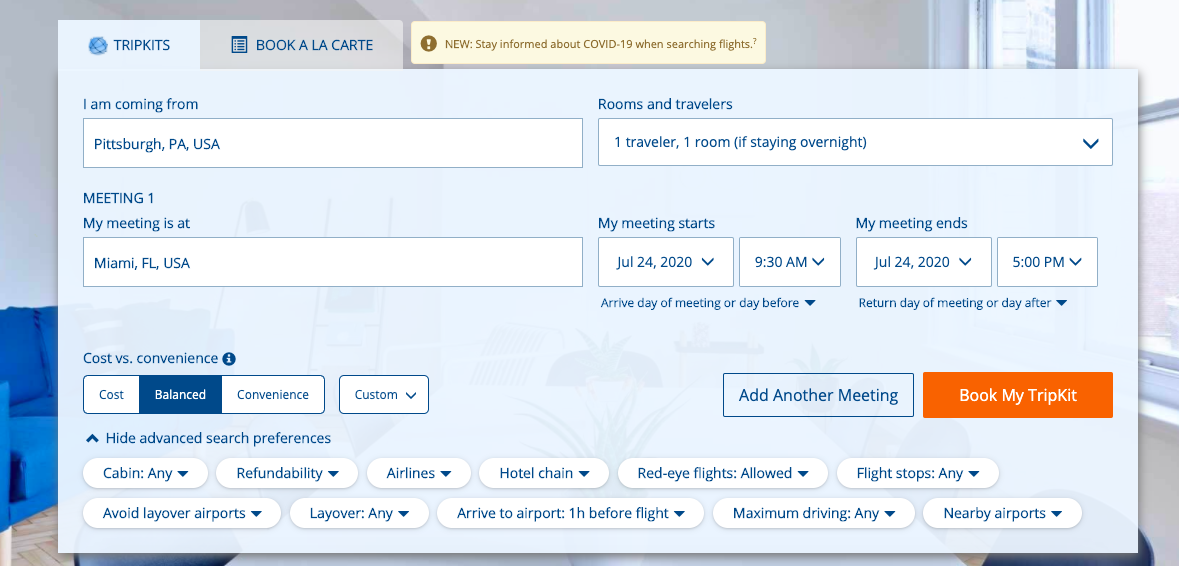 TRIPKITS
BOOK A LA CARTE
NEW: Stay informed about COVID-19 when searching flights.?
I am coming from
Rooms and travelers
Pittsburgh, PA, USA
1 traveler, 1 room (if staying overnight)
MEETING 1
My meeting is at
My meeting starts
My meeting ends
Miami, FL, USA
Jul 24, 2020
9:30 AM
Jul 24, 2020
5:00 PM
Arrive day of meeting or day before
Return day of meeting or day after
Cost vs. convenience
Cost
Balanced
Convenience
Custom
Add Another Meeting
Book My TripKit
Hide advanced search preferences
Cabin: Any
Refundability
Airlines
Hotel chain
Red-eye flights: Allowed
Flight stops: Any
Avoid layover airports
Layover: Any
Arrive to airport: 1h before flight
Maximum driving: Any
Nearby airports